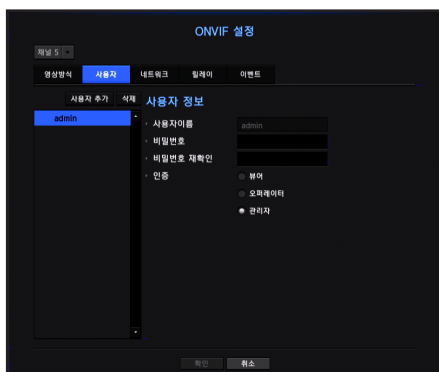 ONVIF 설정
채널 5
영상방식 사용자 네트워크 릴레이 이벤트
사용자 추가 삭제 사용자 정보
admin
사용자이름 admin
비밀번호
비밀번호 재확인
인증 뷰어
오퍼레이터
관리자
확인 취소